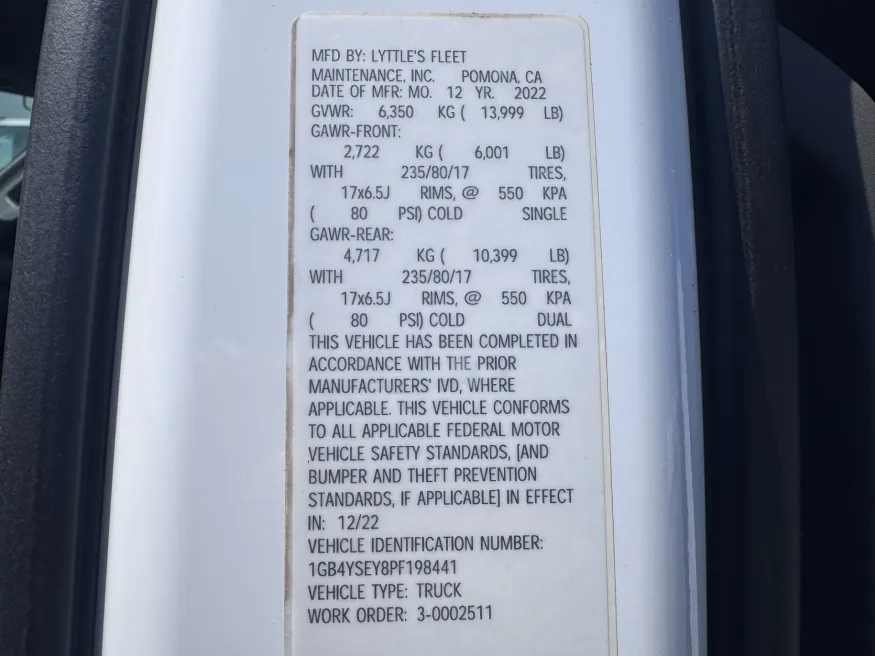 MFD BY: LYTTLE'S FLEET
MAINTENANCE, INC. POMONA, CA
DATE OF MFR: MO. 12 YR. 2022
GVWR: 6,350 KG ( 13,999 LB)
GAWR-FRONT:
2,722 KG ( 6,001 LB)
WITH 235/80/17 TIRES,
17x6.5J RIMS, @ 550 KPA
( 80 PSI) COLD SINGLE
GAWR-REAR:
4,717 KG ( 10,399 LB)
WITH 235/80/17 TIRES,
17x6.5J RIMS, @ 550 KPA
( 80 PSI) COLD DUAL
THIS VEHICLE HAS BEEN COMPLETED IN
ACCORDANCE WITH THE PRIOR
MANUFACTURERS' IVD, WHERE
APPLICABLE. THIS VEHICLE CONFORMS
TO ALL APPLICABLE FEDERAL MOTOR
VEHICLE SAFETY STANDARDS, [AND
BUMPER AND THEFT PREVENTION
STANDARDS, IF APPLICABLE] IN EFFECT
IN: 12/22
VEHICLE IDENTIFICATION NUMBER:
1GB4YSEY8PF198441
VEHICLE TYPE: TRUCK
WORK ORDER: 3-0002511